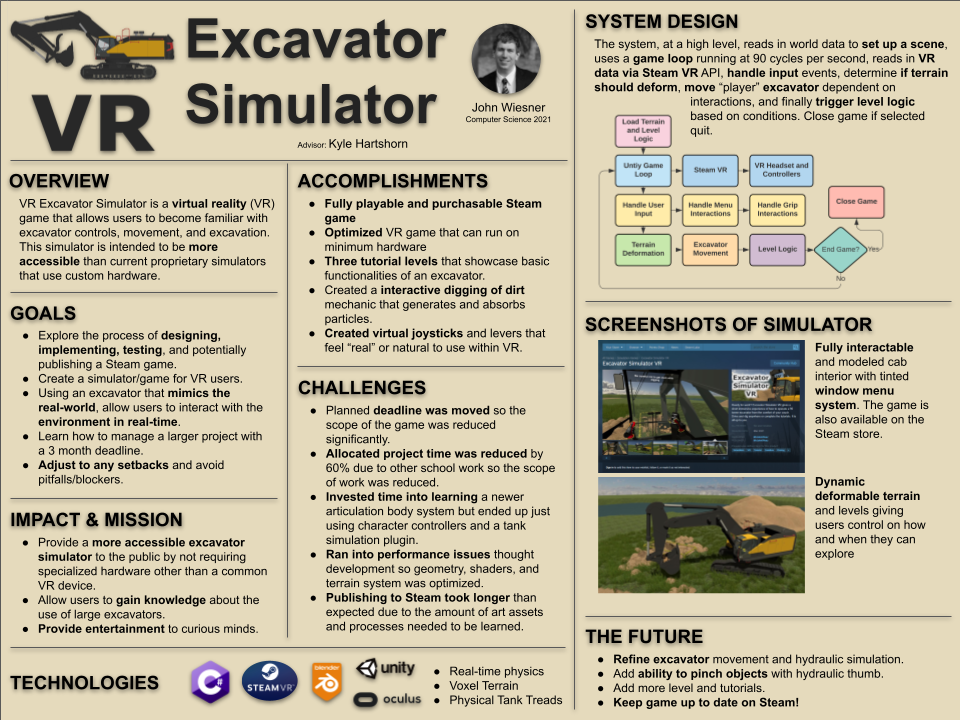 Excavator
Simulator
VR
John Wiesner
Computer Science 2021
Advisor: Kyle Hartshorn
OVERVIEW
VR Excavator Simulator is a virtual reality (VR)
game that allows users to become familiar with
excavator controls, movement, and excavation.
This simulator is intended to be more
accessible than current proprietary simulators
that use custom hardware.
GOALS
● Explore the process of designing,
implementing, testing, and potentially
publishing a Steam game.
● Create a simulator/game for VR users.
● Using an excavator that mimics the
real-world, allow users to interact with the
environment in real-time.
● Learn how to manage a larger project with
a 3 month deadline.
● Adjust to any setbacks and avoid
pitfalls/blockers.
IMPACT & MISSION
● Provide a more accessible excavator
simulator to the public by not requiring
specialized hardware other than a common
VR device.
● Allow users to gain knowledge about the
use of large excavators.
● Provide entertainment to curious minds.
ACCOMPLISHMENTS
● Fully playable and purchasable Steam
game
● Optimized VR game that can run on
minimum hardware
● Three tutorial levels that showcase basic
functionalities of an excavator.
● Created a interactive digging of dirt
mechanic that generates and absorbs
particles.
● Created virtual joysticks and levers that
feel “real” or natural to use within VR.
CHALLENGES
● Planned deadline was moved so the
scope of the game was reduced
significantly.
● Allocated project time was reduced by
60% due to other school work so the scope
of work was reduced.
● Invested time into learning a newer
articulation body system but ended up just
using character controllers and a tank
simulation plugin.
● Ran into performance issues thought
development so geometry, shaders, and
terrain system was optimized.
● Publishing to Steam took longer than
expected due to the amount of art assets
and processes needed to be learned.
TECHNOLOGIES
C#
STEAM VR
blender
unity
oculus
● Real-time physics
● Voxel Terrain
● Physical Tank Treads
SYSTEM DESIGN
The system, at a high level, reads in world data to set up a scene,
uses a game loop running at 90 cycles per second, reads in VR
data via Steam VR API, handle input events, determine if terrain
should deform, move “player” excavator dependent on
interactions, and finally trigger level logic
based on conditions. Close game if selected
quit.
Load Terrain
and Level
Logic
Untiy Game
Loop
Steam VR
VR Headset and
Controllers
Handle User
Input
Handle Menu
Interactions
Handle Grip
Interactions
Close Game
Terrain
Deformation
Excavator
Movement
Level Logic
End Game?
Yes
No
SCREENSHOTS OF SIMULATOR
Excavator Simulator VR
Excavator
Simulator
Fully interactable
and modeled cab
interior with tinted
window menu
system. The game is
also available on the
Steam store.
Dynamic
deformable terrain
and levels giving
users control on how
and when they can
explore
THE FUTURE
● Refine excavator movement and hydraulic simulation.
● Add ability to pinch objects with hydraulic thumb.
● Add more level and tutorials.
● Keep game up to date on Steam!